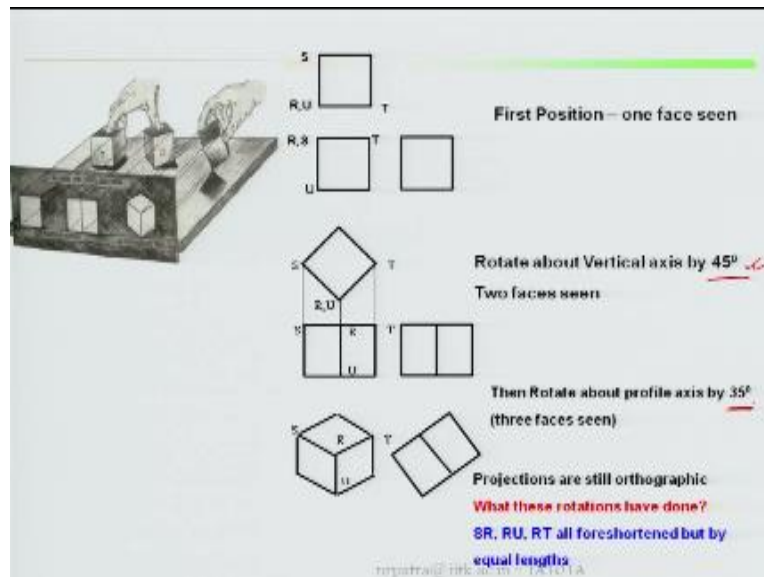 S
R,U T
First Position – one face seen
R,S T
U
S T
Rotate about Vertical axis by 45⁰
R,U
Two faces seen
S R T
U
Then Rotate about profile axis by 35⁰
(three faces seen)
S R T
U
Projections are still orthographic
What these rotations have done?
SR, RU, RT all foreshortened but by
equal lengths